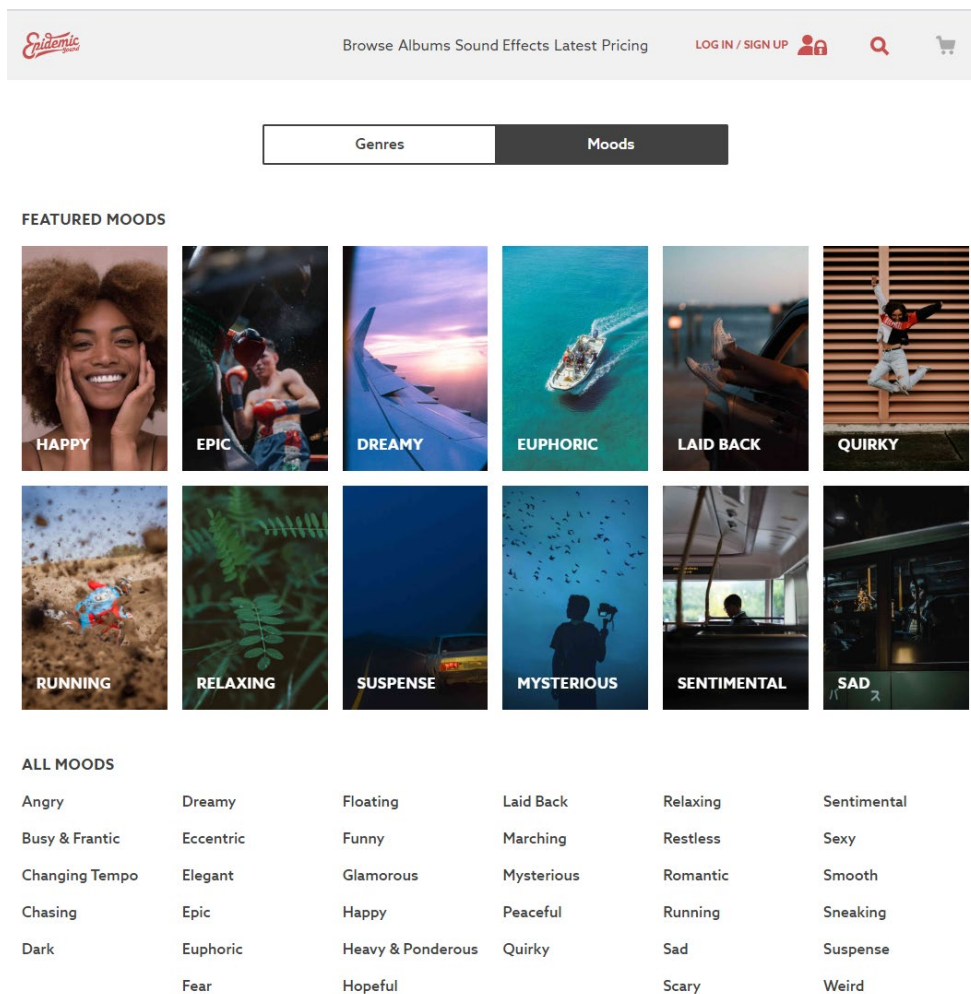 Epidemic Sound
Browse Albums Sound Effects Latest Pricing
LOG IN / SIGN UP
Genres
Moods
FEATURED MOODS
HAPPY
EPIC
DREAMY
EUPHORIC
LAID BACK
QUIRKY
RUNNING
RELAXING
SUSPENSE
MYSTERIOUS
SENTIMENTAL
SAD
バス
ALL MOODS
Angry Dreamy Floating Laid Back Relaxing Sentimental
Busy & Frantic Eccentric Funny Marching Restless Sexy
Changing Tempo Elegant Glamorous Mysterious Romantic Smooth
Chasing Epic Happy Peaceful Running Sneaking
Dark Euphoric Heavy & Ponderous Quirky Sad Suspense
Fear Hopeful Scary Weird